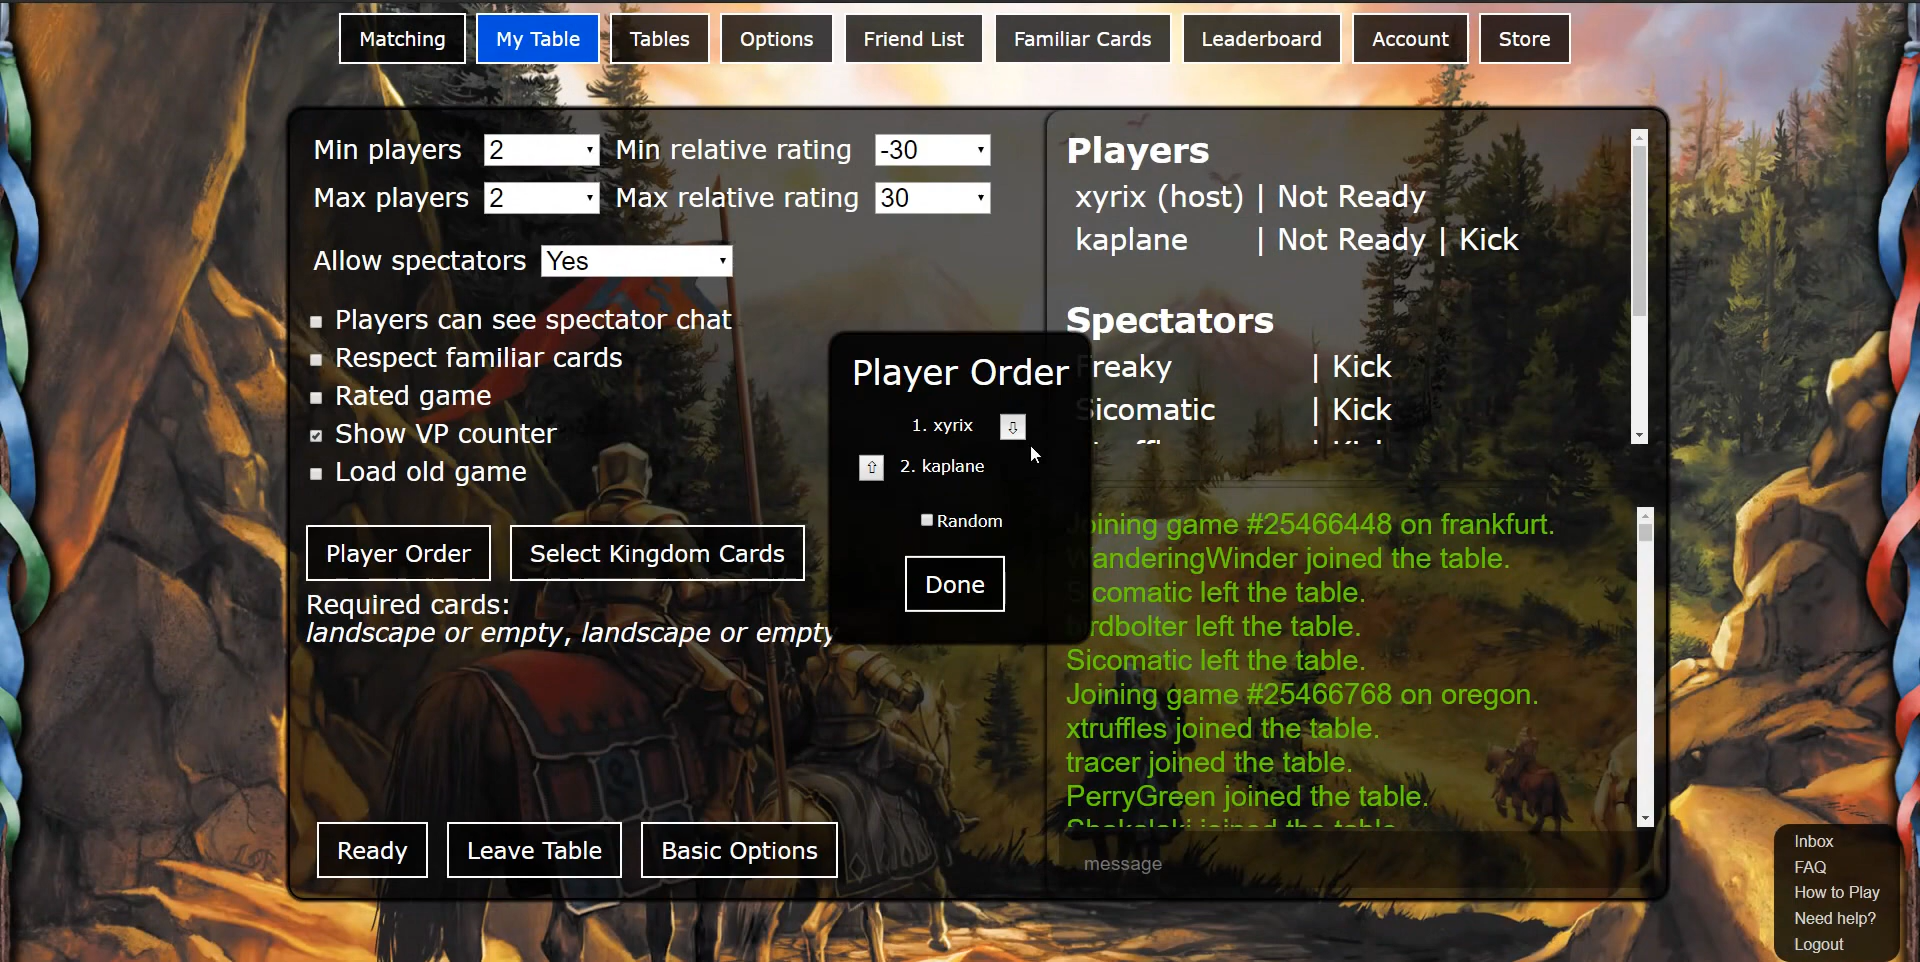 Matching My Table Tables Options Friend List Familiar Cards Leaderboard Account Store
Min players 2 Min relative rating -30
Max players 2 Max relative rating 30
Allow spectators Yes
Players can see spectator chat
Respect familiar cards
Rated game
Show VP counter
Load old game
Player Order Select Kingdom Cards
Required cards:
landscape or empty, landscape or empty
Ready Leave Table Basic Options
Player Order
1. xyrix
2. kaplane
Random
Done
Players
xyrix (host) | Not Ready
kaplane | Not Ready | Kick
Spectators
reaky | Kick
Sicomatic | Kick
Joining game #25466448 on frankfurt.
WanderingWinder joined the table.
Sicomatic left the table.
birdbolter left the table.
Sicomatic left the table.
Joining game #25466768 on oregon.
xtruffles joined the table.
tracer joined the table.
PerryGreen joined the table.
message
Inbox
FAQ
How to Play
Need help?
Logout